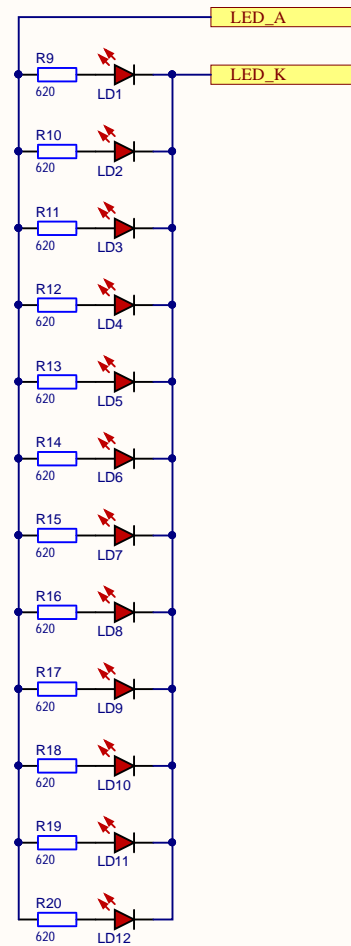 LED_A
R9
LED_K
620
LD1
R10
620
LD2
R11
620
LD3
R12
620
LD4
R13
620
LD5
R14
620
LD6
R15
620
LD7
R16
620
LD8
R17
620
LD9
R18
620
LD10
R19
620
LD11
R20
620
LD12